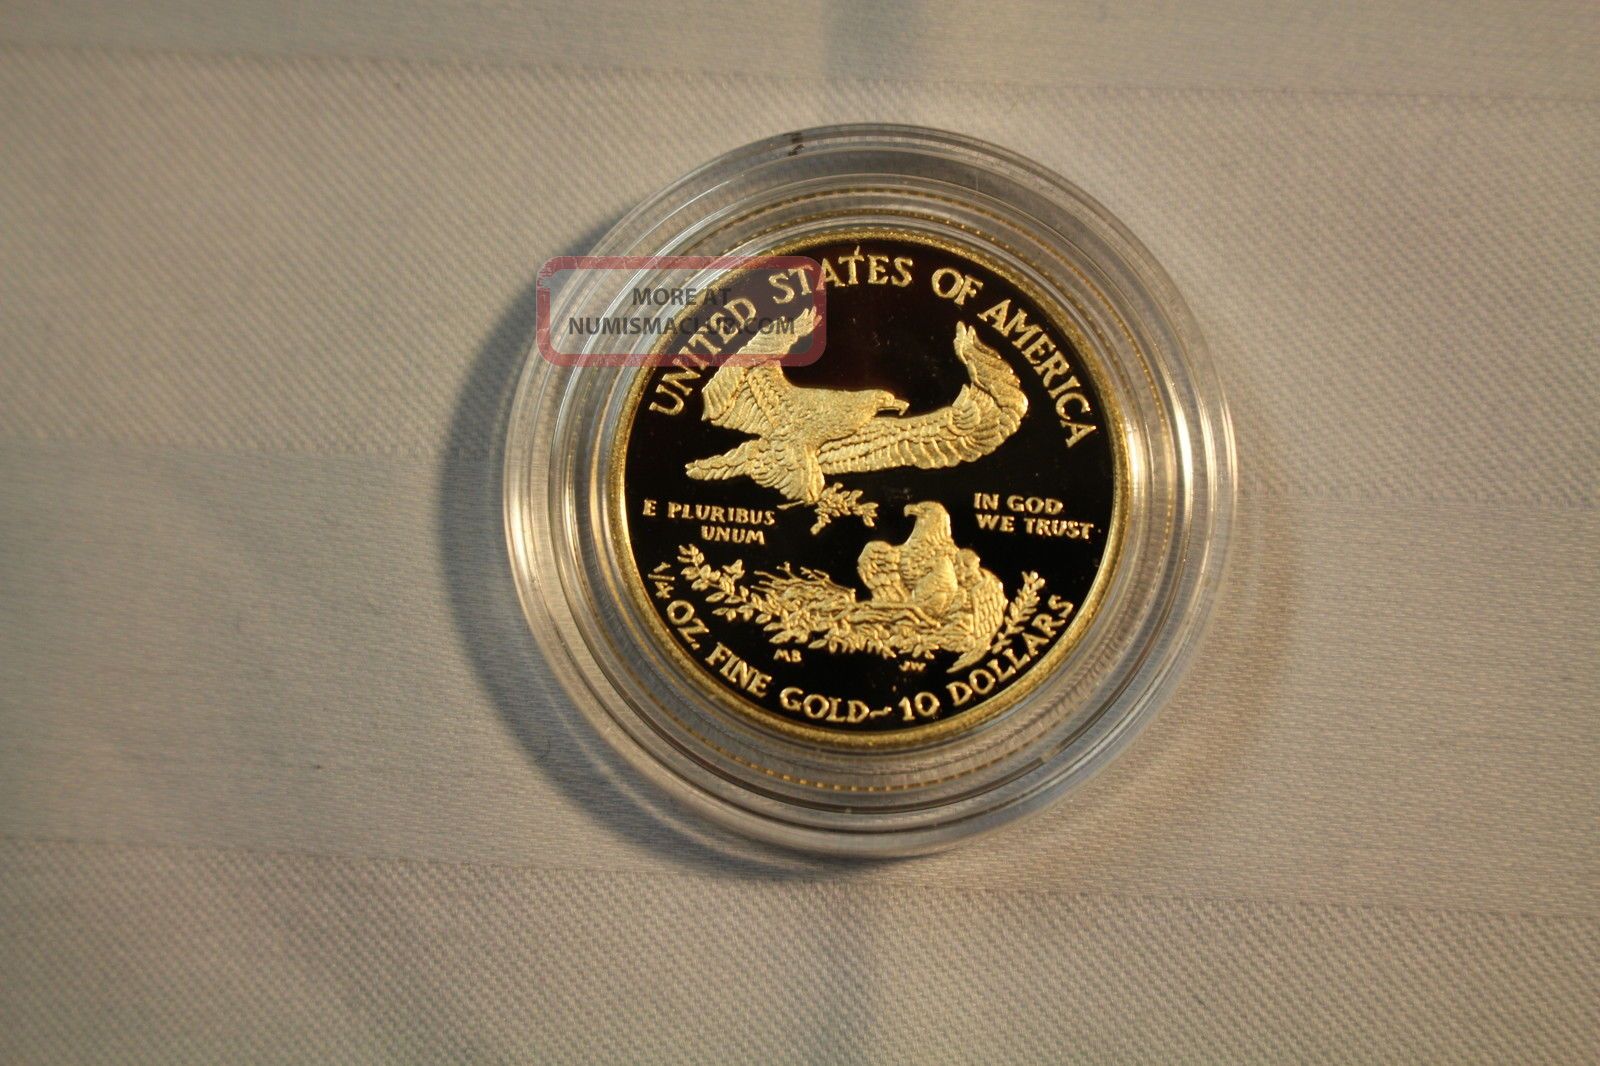 MORE AT
NUMISMACLUB.COM
UNITED STATES OF AMERICA
E PLURIBUS
UNUM
IN GOD
WE TRUST
MB
JW
1/4 OZ. FINE GOLD~10 DOLLARS